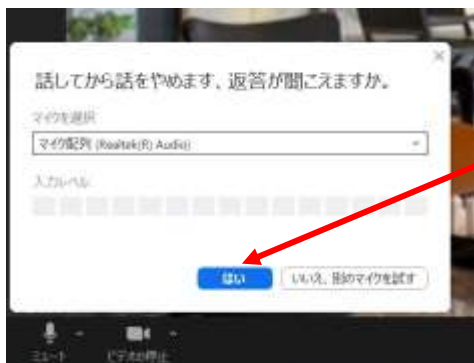 話してから話をやめます、返答が聞こえますか。
マイクを選択
マイク配列 (Realtek(R) Audio)
入力レベル
はい
いいえ、別のマイクを試す
ミュート
ビデオの停止